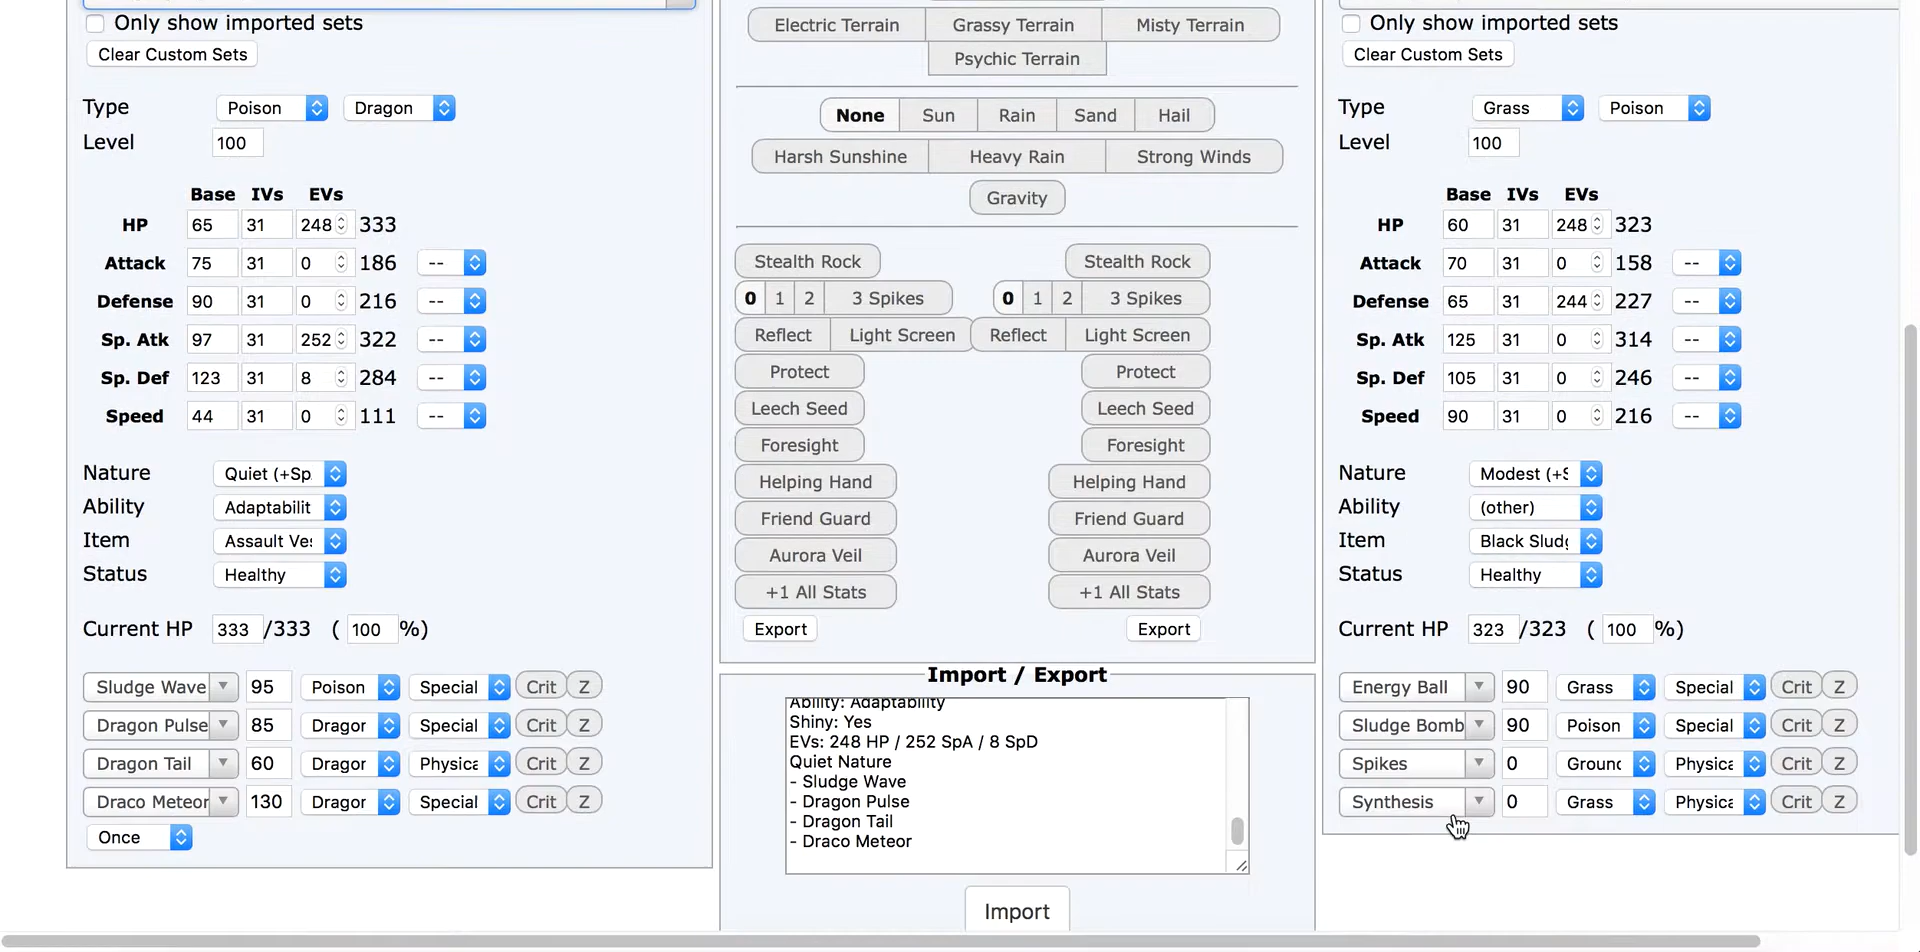 Only show imported sets
Clear Custom Sets
Type Poison Dragon
Level 100
Base IVs EVs
HP 65 31 248 333
Attack 75 31 0 186 --
Defense 90 31 0 216 --
Sp. Atk 97 31 252 322 --
Sp. Def 123 31 8 284 --
Speed 44 31 0 111 --
Nature Quiet (+Sp.
Ability Adaptabilit
Item Assault Ves
Status Healthy
Current HP 333 /333 ( 100 %)
Sludge Wave 95 Poison Special Crit Z
Dragon Pulse 85 Dragor Special Crit Z
Dragon Tail 60 Dragor Physica Crit Z
Draco Meteor 130 Dragor Special Crit Z
Once
Electric Terrain Grassy Terrain Misty Terrain
Psychic Terrain
None Sun Rain Sand Hail
Harsh Sunshine Heavy Rain Strong Winds
Gravity
Stealth Rock Stealth Rock
0 1 2 3 Spikes 0 1 2 3 Spikes
Reflect Light Screen Reflect Light Screen
Protect Protect
Leech Seed Leech Seed
Foresight Foresight
Helping Hand Helping Hand
Friend Guard Friend Guard
Aurora Veil Aurora Veil
+1 All Stats +1 All Stats
Export Export
Import / Export
Ability: Adaptability
Shiny: Yes
EVs: 248 HP / 252 SpA / 8 SpD
Quiet Nature
- Sludge Wave
- Dragon Pulse
- Dragon Tail
- Draco Meteor
Import
Only show imported sets
Clear Custom Sets
Type Grass Poison
Level 100
Base IVs EVs
HP 60 31 248 323
Attack 70 31 0 158 --
Defense 65 31 244 227 --
Sp. Atk 125 31 0 314 --
Sp. Def 105 31 0 246 --
Speed 90 31 0 216 --
Nature Modest (+S
Ability (other)
Item Black Sludg
Status Healthy
Current HP 323 /323 ( 100 %)
Energy Ball 90 Grass Special Crit Z
Sludge Bomb 90 Poison Special Crit Z
Spikes 0 Grounc Physica Crit Z
Synthesis 0 Grass Physica Crit Z